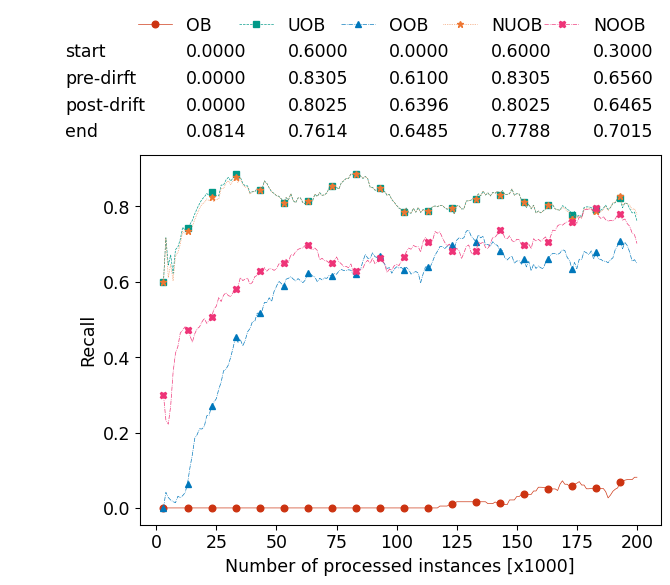 OB UOB OOB NUOB NOOB
start 0.0000 0.6000 0.0000 0.6000 0.3000
pre-dirft 0.0000 0.8305 0.6100 0.8305 0.6560
post-drift 0.0000 0.8025 0.6396 0.8025 0.6465
end 0.0814 0.7614 0.6485 0.7788 0.7015
0.8
0.6
0.4
0.2
0.0
Recall
0 25 50 75 100 125 150 175 200
Number of processed instances [x1000]